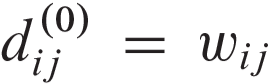 $d_{ij}^{(0)} = w_{ij}$